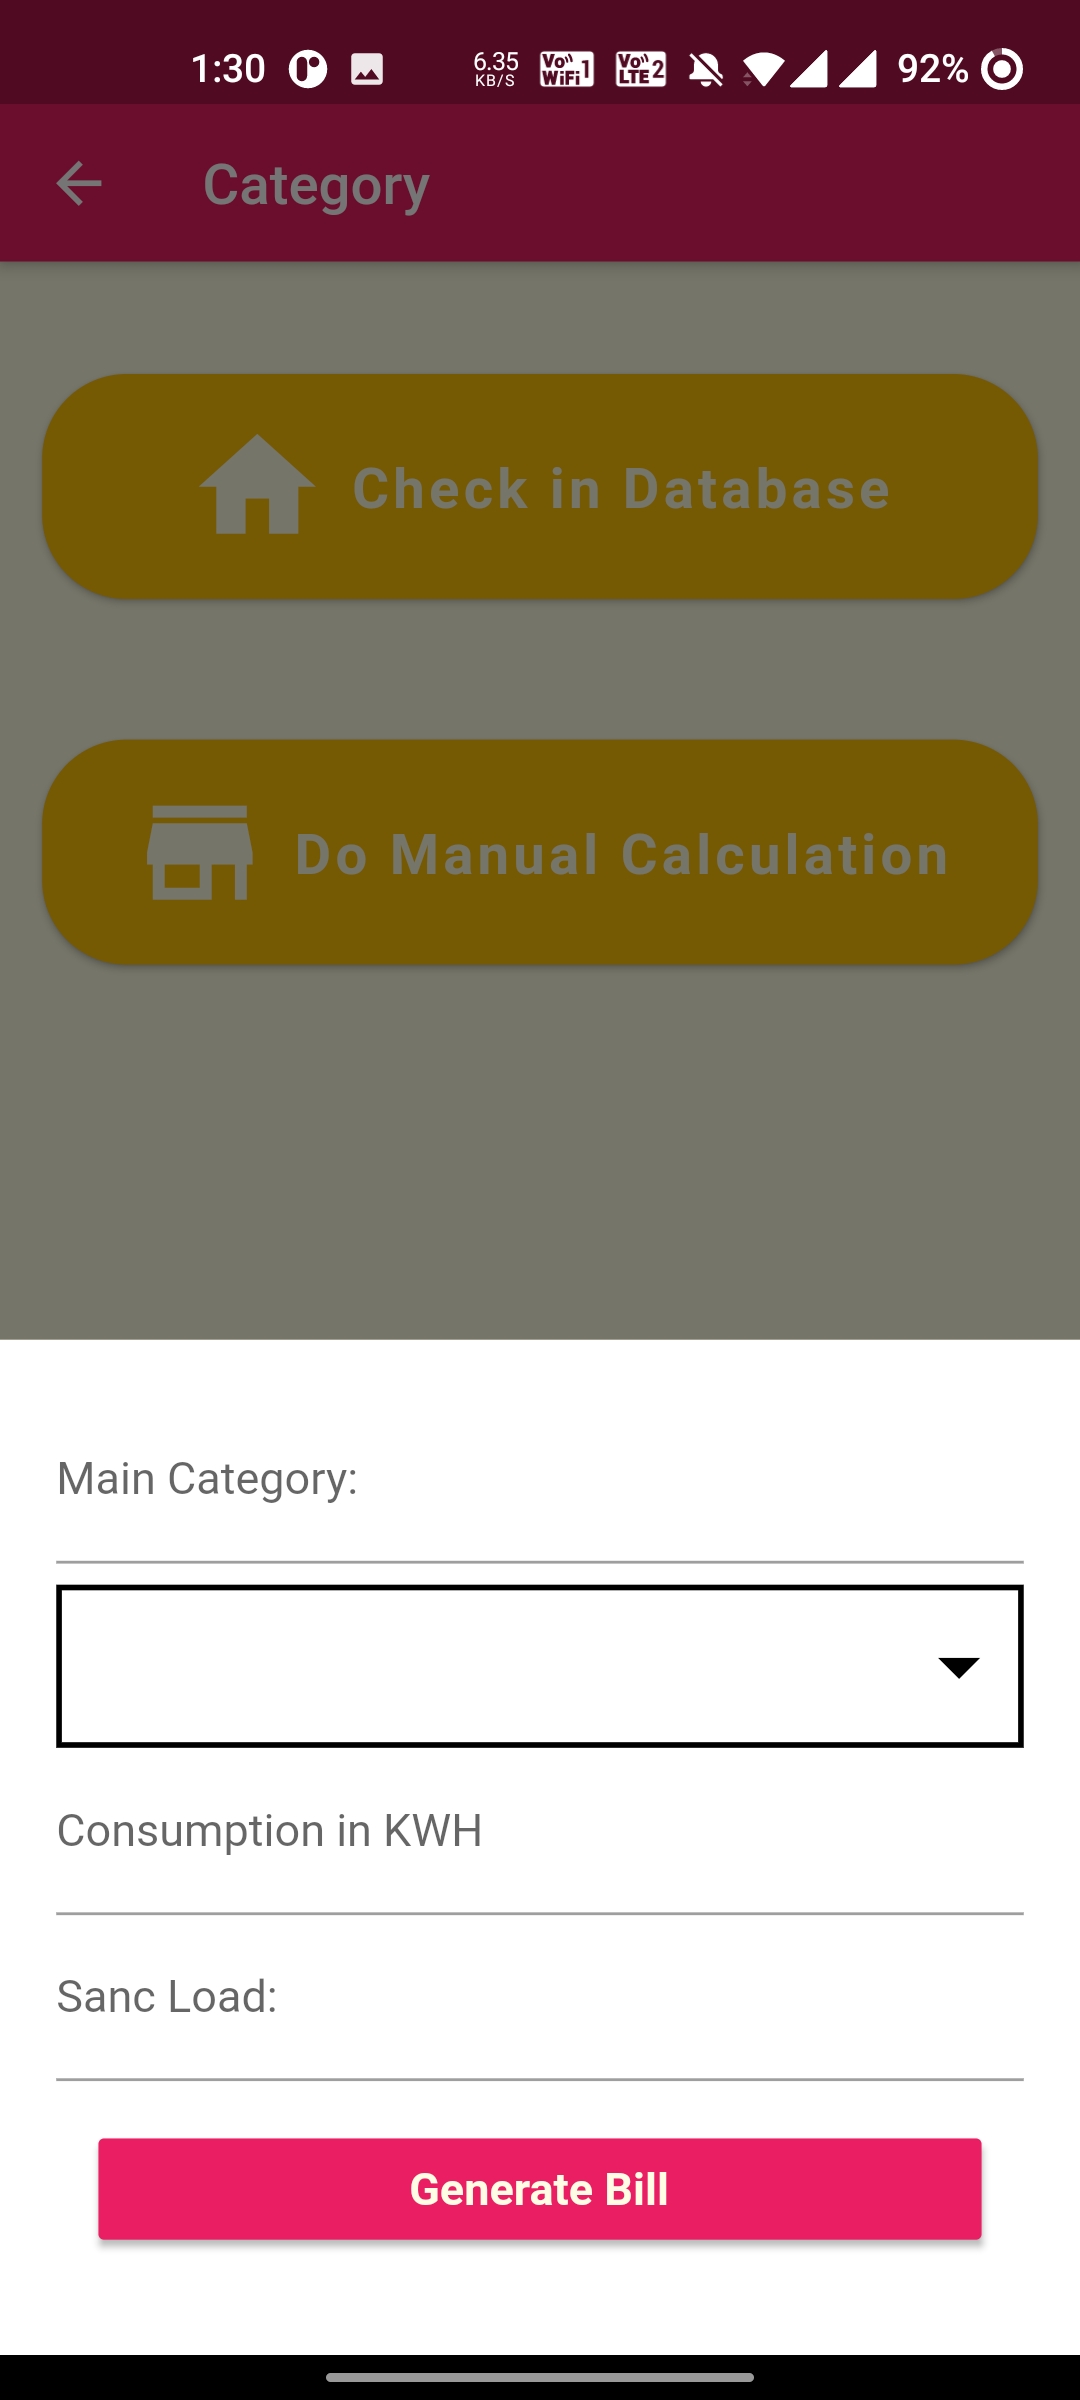 1:30 6.35 KB/S Vo WiFi 1 Vo LTE 2 92%
Category
Check in Database
Do Manual Calculation
Main Category:
Consumption in KWH
Sanc Load:
Generate Bill